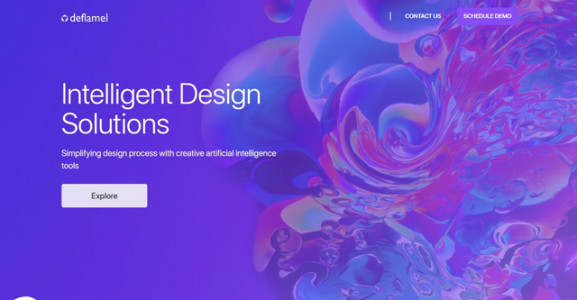 deflamel
CONTACT US
SCHEDULE DEMO
Intelligent Design
Solutions
Simplifying design process with creative artificial intelligence
tools
Explore